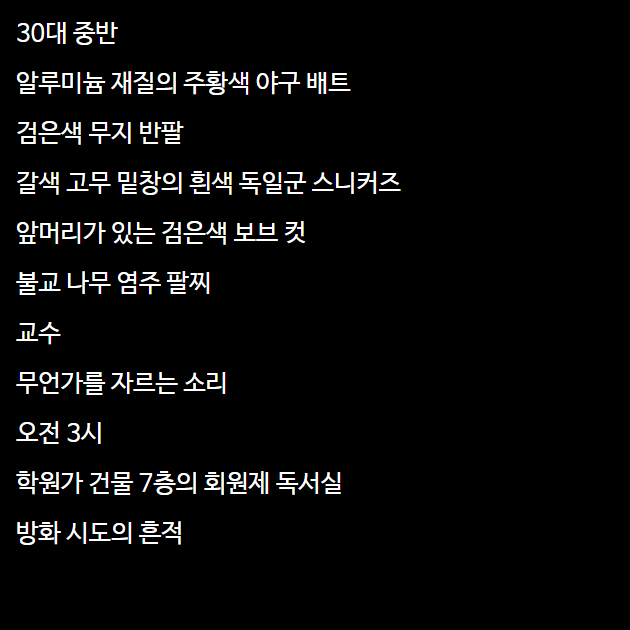 30대 중반
알루미늄 재질의 주황색 야구 배트
검은색 무지 반팔
갈색 고무 밑창의 흰색 독일군 스니커즈
앞머리가 있는 검은색 보브 컷
불교 나무 염주 팔찌
교수
무언가를 자르는 소리
오전 3시
학원가 건물 7층의 회원제 독서실
방화 시도의 흔적